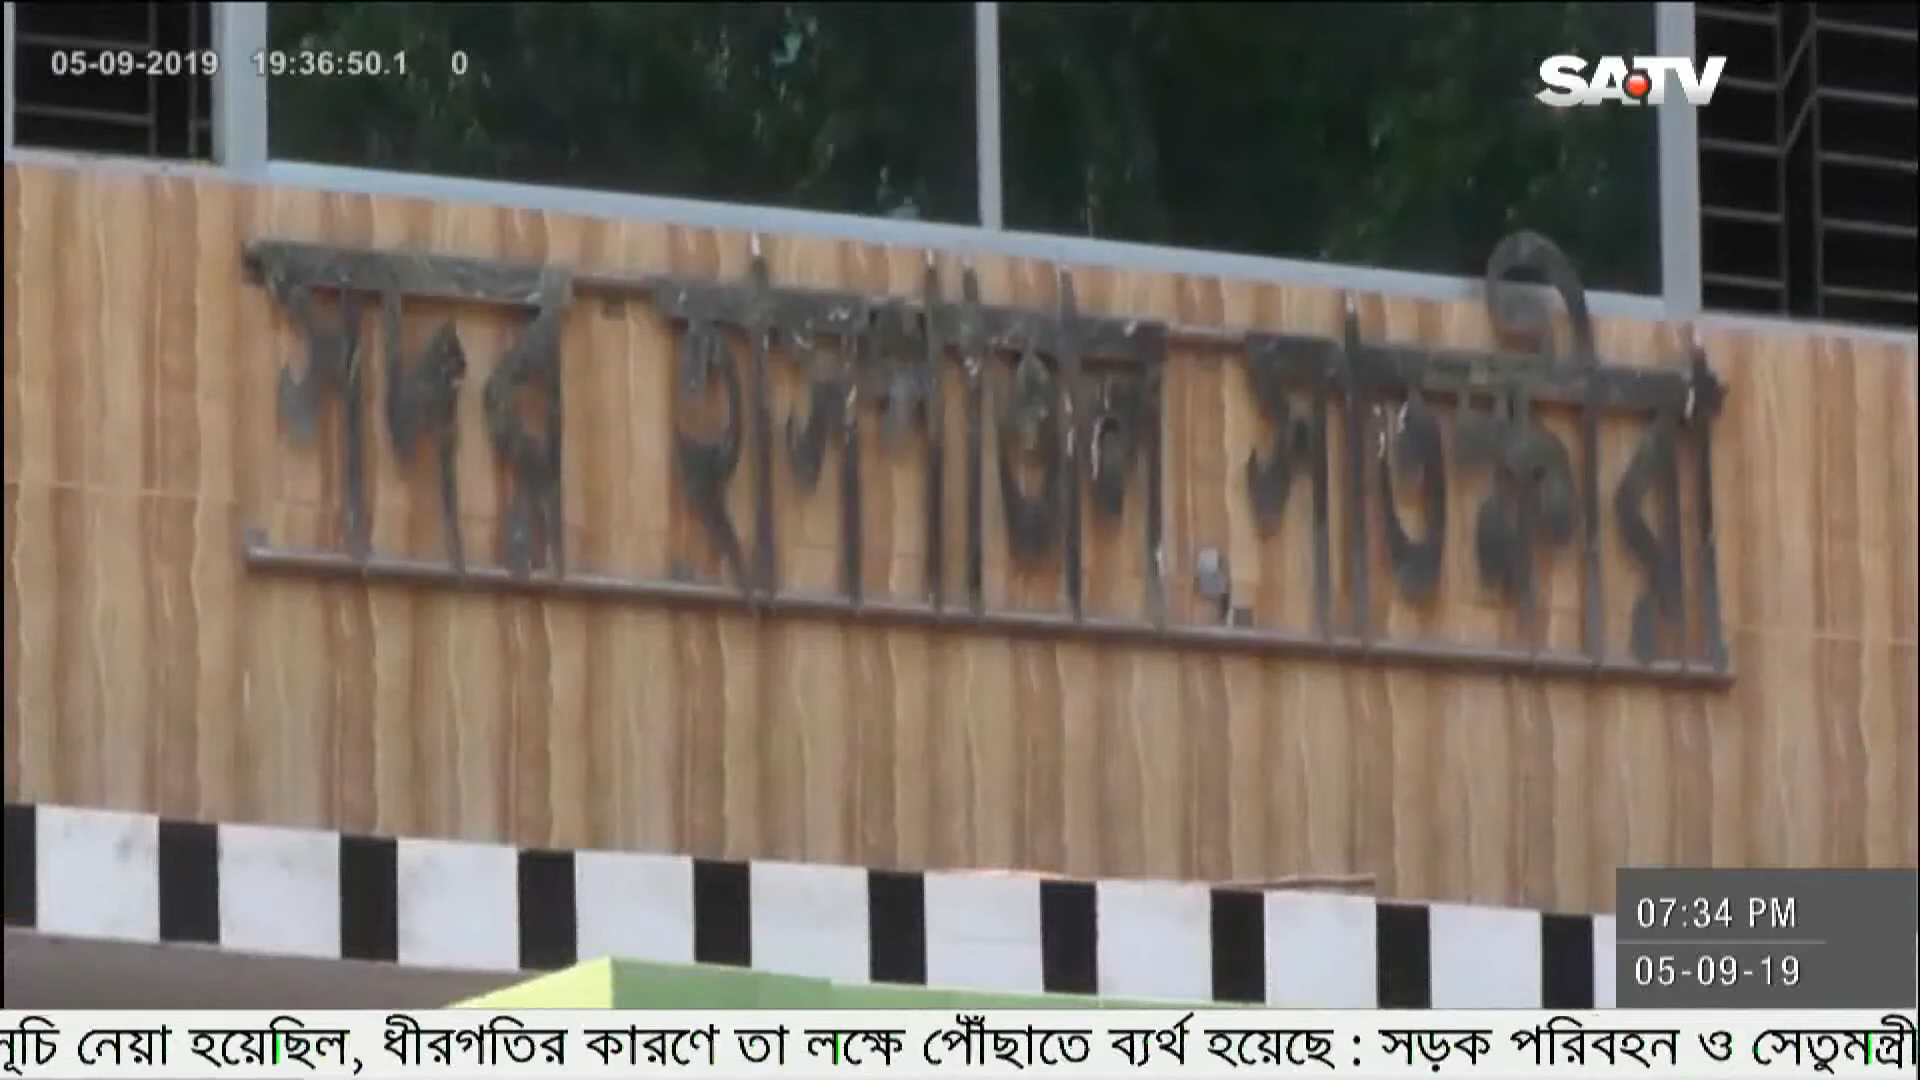 05-09-2019 19:36:50.1 0
SATV
সদর হাসপাতাল, সাতক্ষীরা
07:34 PM
05-09-19
নেয়া হয়েছিল, ধীরগতির কারণে তা লক্ষে পৌঁছাতে ব্যর্থ হয়েছে : সড়ক পরিবহন ও সেতুমন্ত্রী